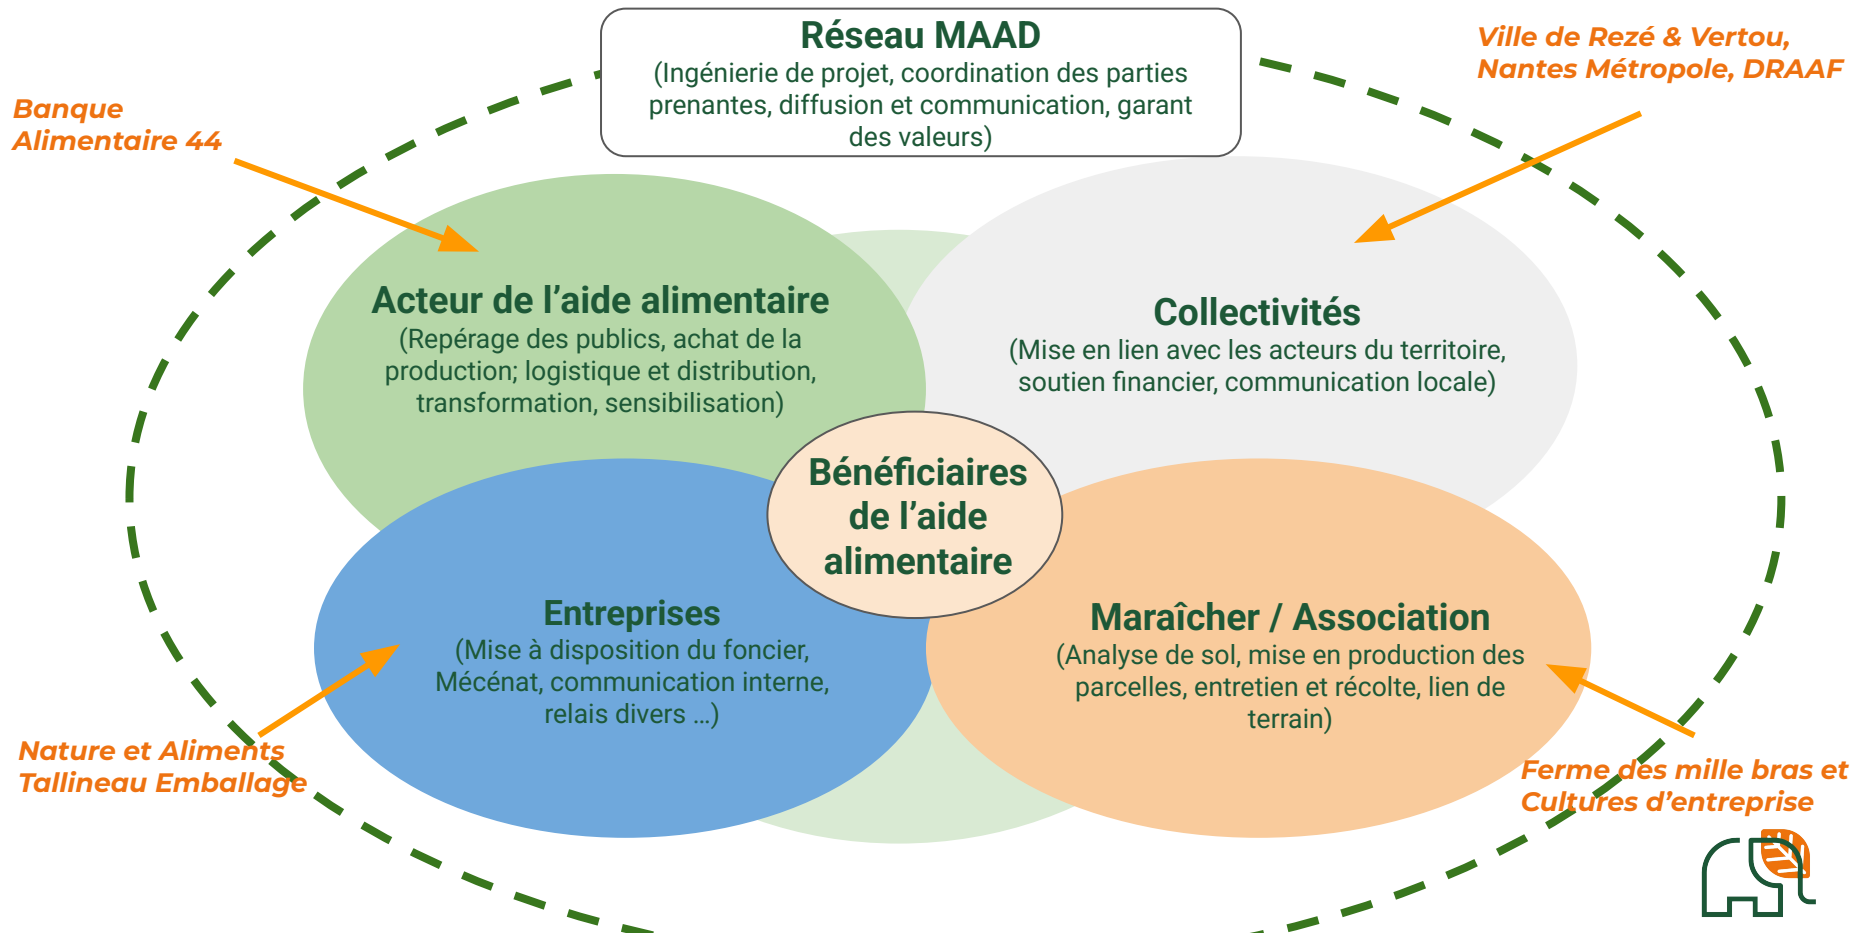 Réseau MAAD
(Ingénierie de projet, coordination des parties
prenantes, diffusion et communication, garant
des valeurs)
Ville de Rezé & Vertou,
Nantes Métropole, DRAAF
Banque
Alimentaire 44
Acteur de l’aide alimentaire
(Repérage des publics, achat de la
production; logistique et distribution,
transformation, sensibilisation)
Collectivités
(Mise en lien avec les acteurs du territoire,
soutien financier, communication locale)
Bénéficiaires
de l’aide
alimentaire
Entreprises
(Mise à disposition du foncier,
Mécénat, communication interne,
relais divers ...)
Maraîcher / Association
(Analyse de sol, mise en production des
parcelles, entretien et récolte, lien de
terrain)
Nature et Aliments
Tallineau Emballage
Ferme des mille bras et
Cultures d’entreprise